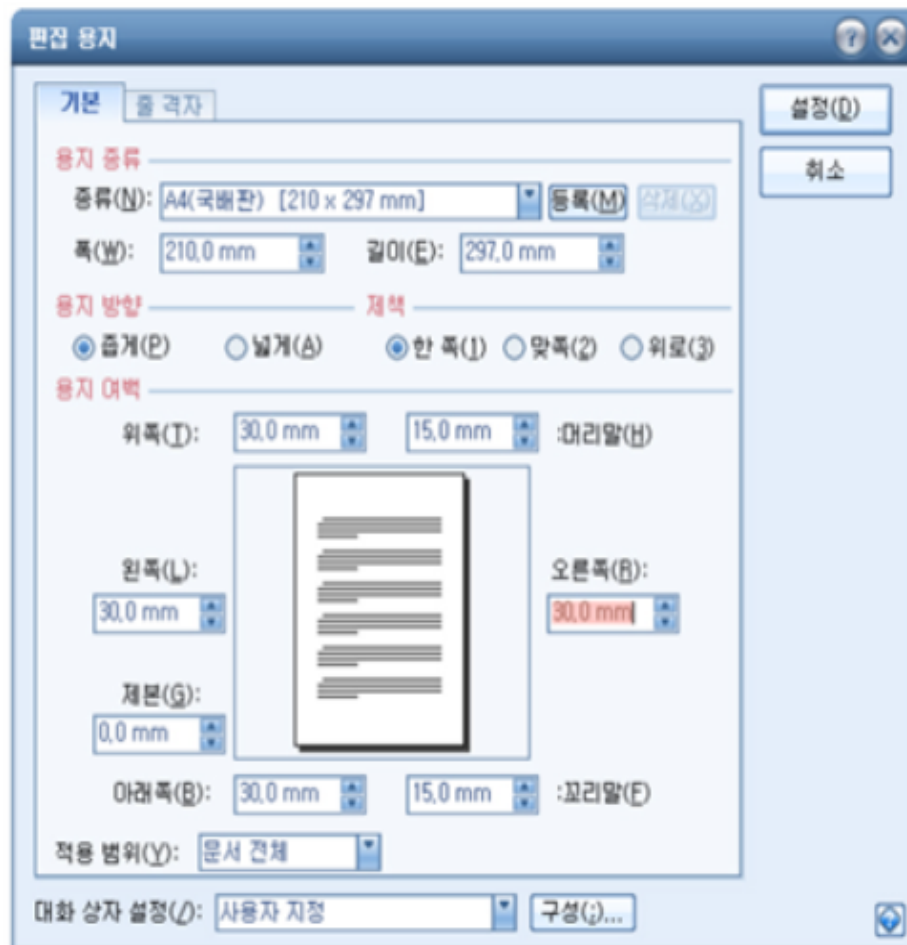 편집 용지
기본 줄 격자
설정(D)
취소
용지 종류
종류(N): A4(국배판) [210 x 297 mm] 등록(M) 삭제(X)
폭(W): 210,0 mm 길이(E): 297,0 mm
용지 방향 제책
좁게(P) 넓게(A) 한 쪽(1) 맞쪽(2) 위로(3)
용지 여백
위쪽(T): 30,0 mm 15,0 mm :머리말(H)
왼쪽(L): 오른쪽(R):
30,0 mm 30,0 mm
제본(G):
0,0 mm
아래쪽(B): 30,0 mm 15,0 mm :꼬리말(F)
적용 범위(Y): 문서 전체
대화 상자 설정(/): 사용자 지정 구성(;)...